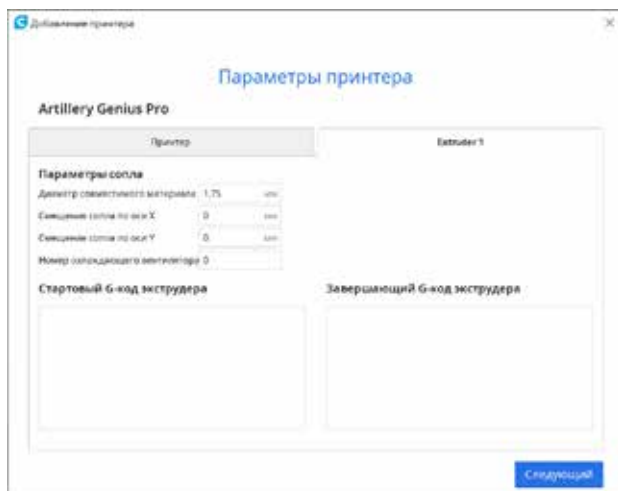 Добавление принтера
Параметры принтера
Artillery Genius Pro
Принтер
Extruder 1
Параметры сопла
Диаметр совместимого материала 1,75 мм
Смещение сопла по оси X 0 мм
Смещение сопла по оси Y 0 мм
Номер охлаждающего вентилятора 0
Стартовый G-код экструдера
Завершающий G-код экструдера
Следующий